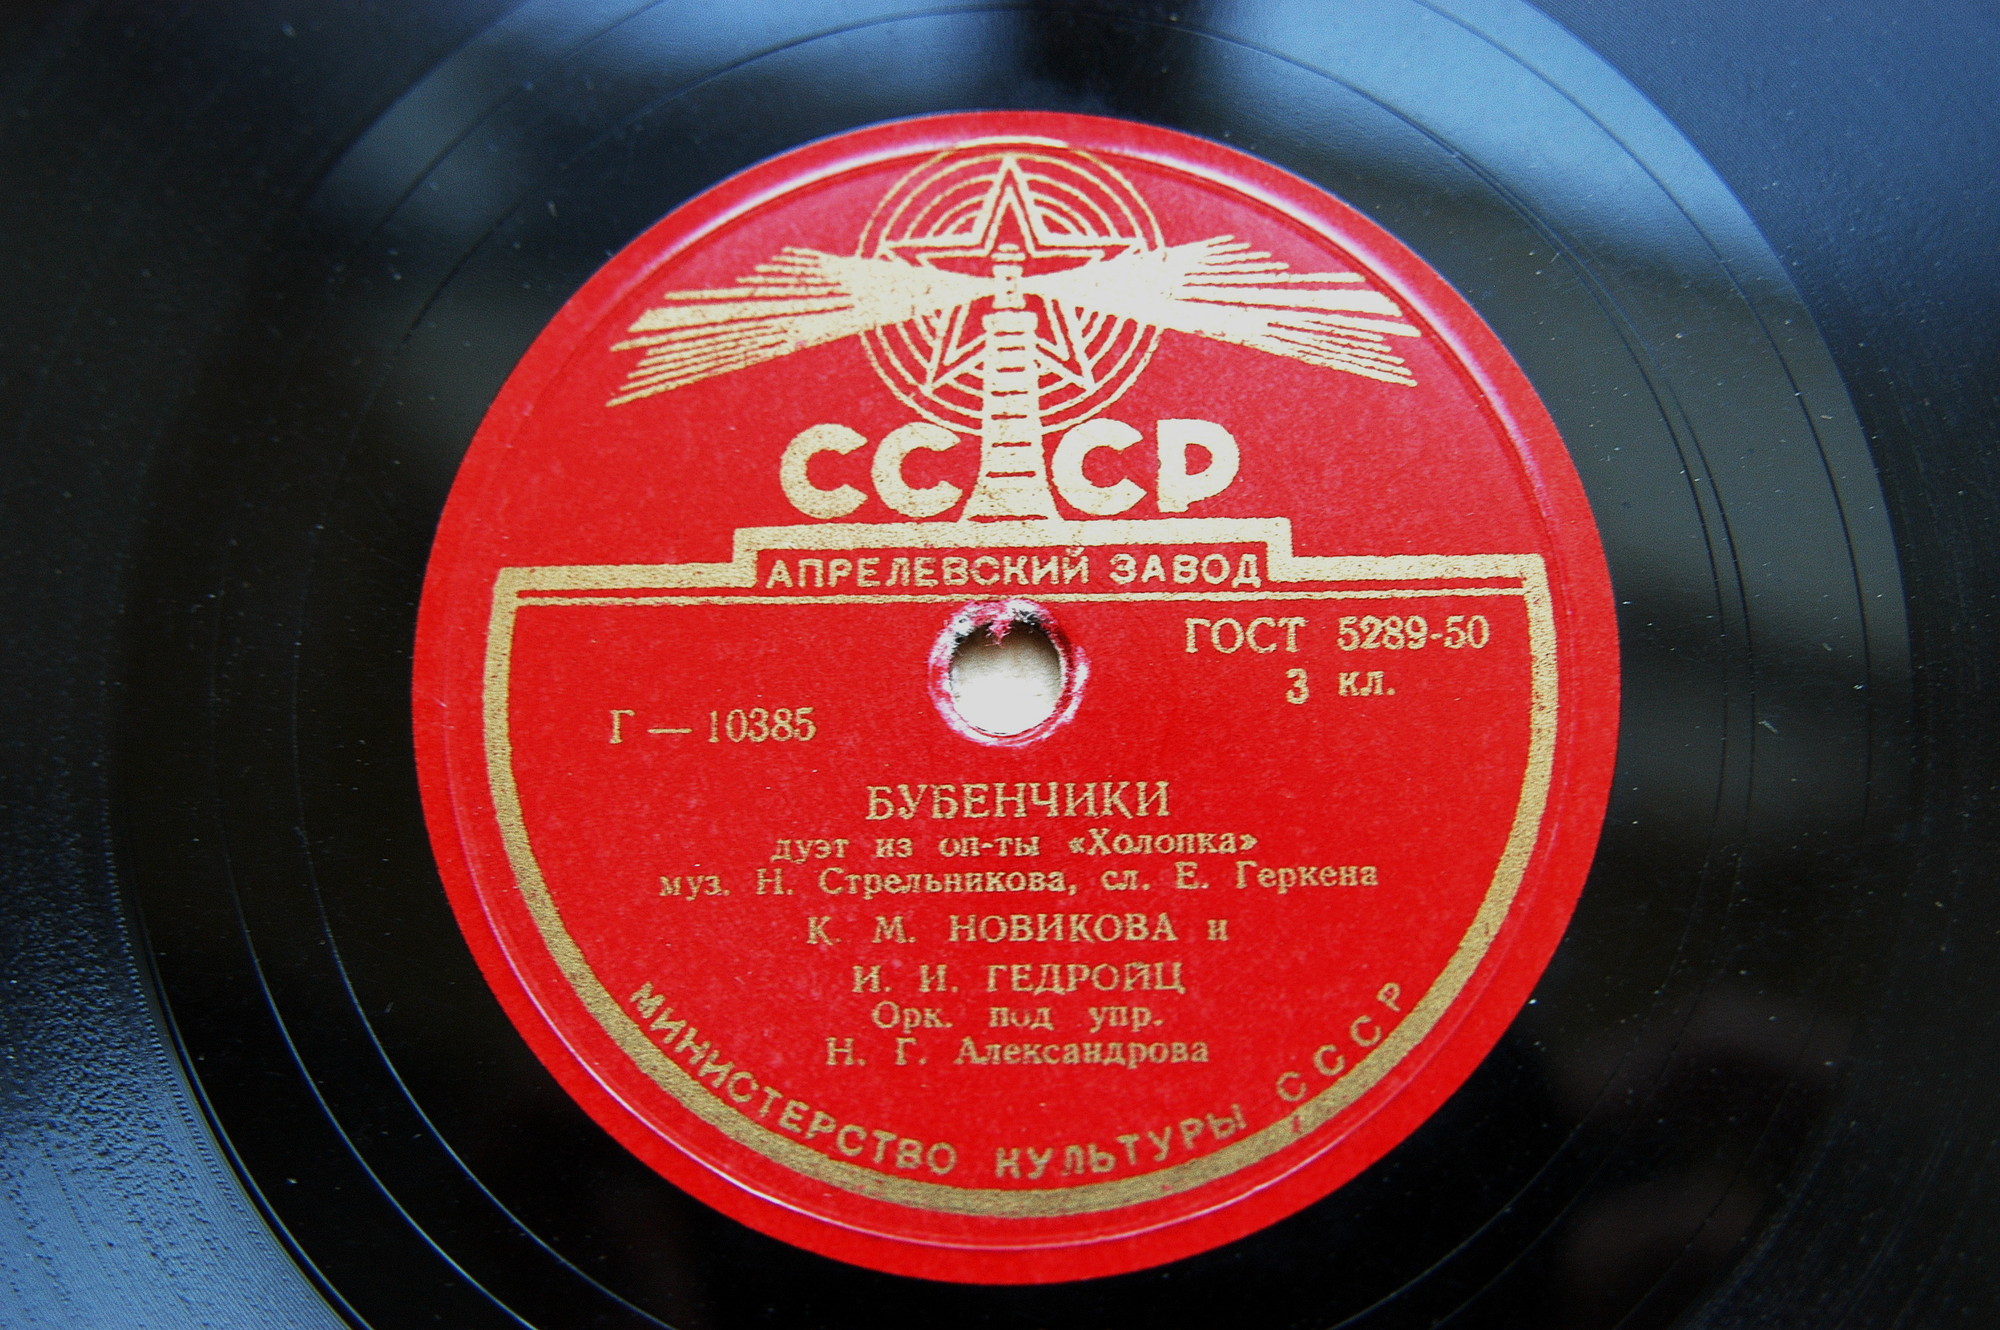 СССР
АПРЕЛЕВСКИЙ ЗАВОД
ГОСТ 5289-50
3 кл.
Г — 10385
БУБЕНЧИКИ
дуэт из оп-ты «Холопка»
муз. Н. Стрельникова, сл. Е. Геркена
К. М. НОВИКОВА и
И. И. ГЕДРОЙЦ
Орк. под упр.
Н. Г. Александрова
МИНИСТЕРСТВО КУЛЬТУРЫ СССР